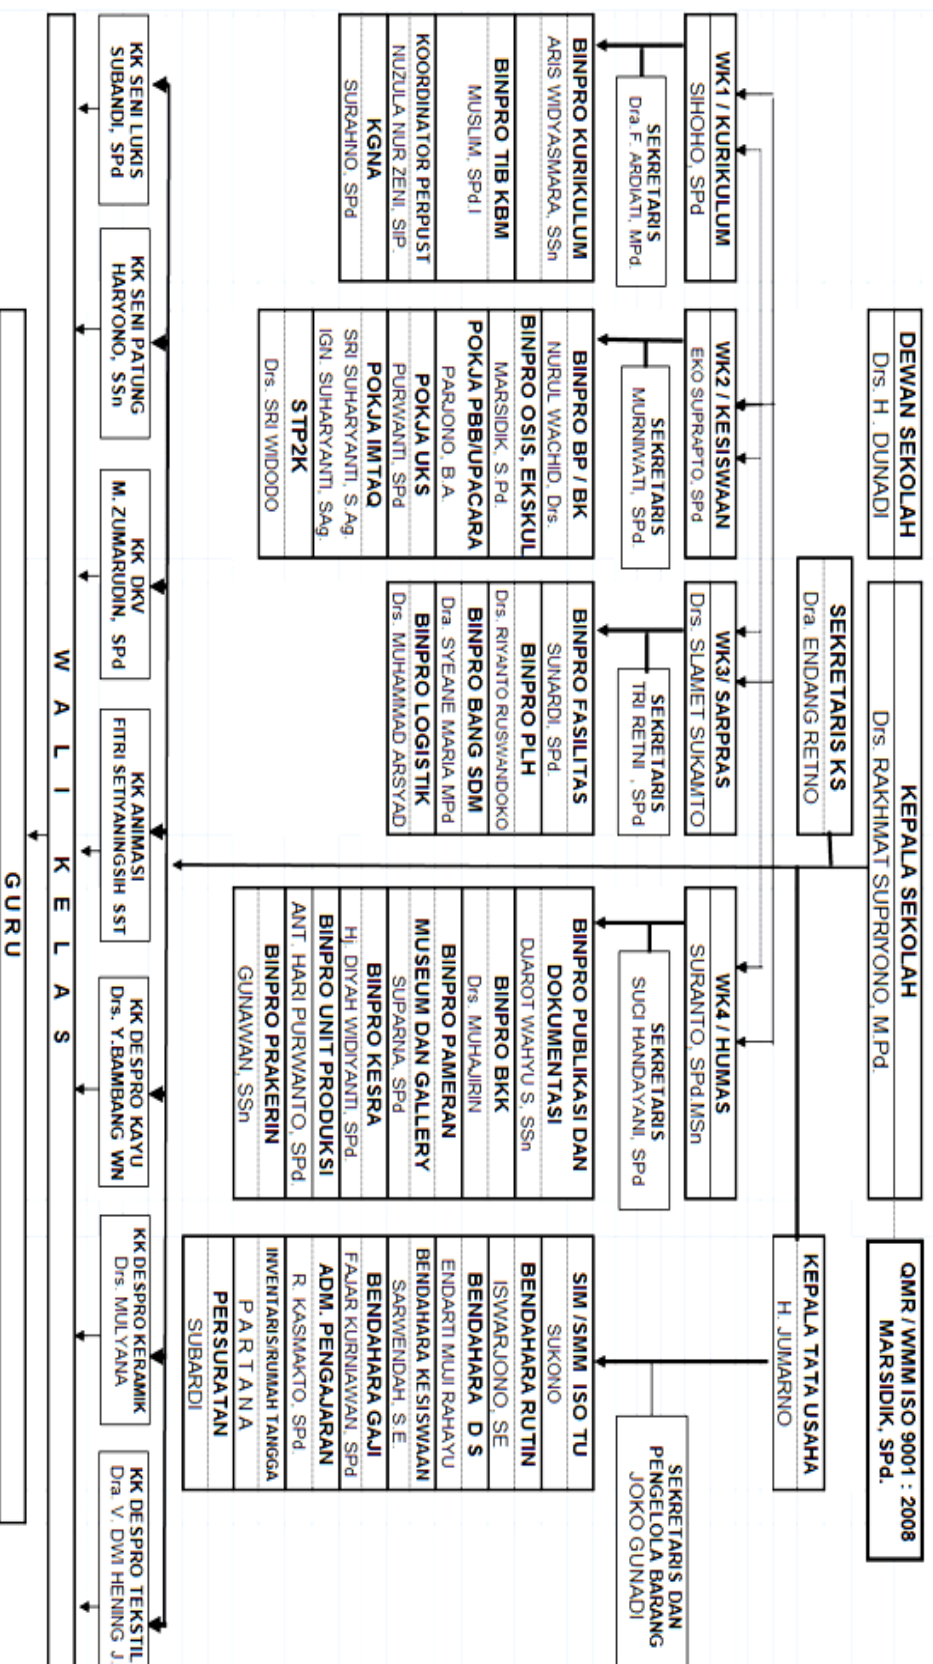 DEWAN SEKOLAH
Drs. H. DUNADI
KEPALA SEKOLAH
Drs. RAKHMAT SUPRIYONO, M.Pd.
QMR / WMM ISO 9001 : 2008
MARSIDIK, SPd.
SEKRETARIS KS
Dra. ENDANG RETNO
KEPALA TATA USAHA
H. JUMARNO
WK1 / KURIKULUM
SIHOHO, SPd
SEKRETARIS
Dra.F. ARDIATI, MPd.
BINPRO KURIKULUM
ARIS WIDYASMARA, SSn
BINPRO TIB KBM
MUSLIM, SPd.I
KOORDINATOR PERPUST
NUZULA NUR ZENI, SIP.
KGNA
SURAHNO, SPd
WK2 / KESISWAAN
EKO SUPRAPTO, SPd
SEKRETARIS
MURNIWATI, SPd.
BINPRO BP / BK
NURUL WACHID, Drs.
BINPRO OSIS, EKSKUL
MARSIDIK, S.Pd.
POKJA PBB/UPACARA
PARJONO, B.A
POKJA UKS
PURWANTI, SPd
POKJA IMTAQ
SRI SUHARYANTI, S.Ag.
IGN. SUHARYANTI, SAg.
STP2K
Drs. SRI WIDODO
WK3/ SARPRAS
Drs. SLAMET SUKAMTO
SEKRETARIS
TRI RETNI , SPd
BINPRO FASILITAS
SUNARDI, SPd.
BINPRO PLH
Drs. RIYANTO RUSWANDOKO
BINPRO BANG SDM
Dra. SYEANE MARIA MPd
BINPRO LOGISTIK
Drs. MUHAMMAD ARSYAD
WK4 / HUMAS
SURANTO, SPd.MSn
SEKRETARIS
SUCI HANDAYANI, SPd
BINPRO PUBLIKASI DAN
DOKUMENTASI
DJAROT WAHYU S, SSn
BINPRO BKK
Drs. MUHAJIRIN
BINPRO PAMERAN
MUSEUM DAN GALLERY
SUPARNA, SPd
BINPRO KESRA
Hj. DIYAH WIDIYANTI, SPd.
BINPRO UNIT PRODUKSI
ANT. HARI PURWANTO, SPd.
BINPRO PRAKERIN
GUNAWAN, SSn
SEKRETARIS DAN
PENGELOLA BARANG
JOKO GUNADI
SIM /SMM ISO TU
SUKONO
BENDAHARA RUTIN
ISWARJONO, SE
BENDAHARA D S
ENDARTI MUJI RAHAYU
BENDAHARA KESISWAAN
SARWENDAH, S.E.
BENDAHARA GAJI
FAJAR KURNIAWAN, SPd
ADM. PENGAJARAN
R. KASMAKTO, SPd.
INVENTARIS/RUMAH TANGGA
P A R T A N A
PERSURATAN
SUBARDI
KK SENI LUKIS
SUBANDI, SPd
KK SENI PATUNG
HARYONO, SSn
KK DKV
M. ZUMARUDIN, SPd
KK ANIMASI
FITRI SETIYANINGSIH SST
KK DESPRO KAYU
Drs. Y.BAMBANG WN
KK DESPRO KERAMIK
Drs. MULYANA
KK DESPRO TEKSTIL
Dra. V. DWI HENING J.
W A L I K E L A S
G U R U